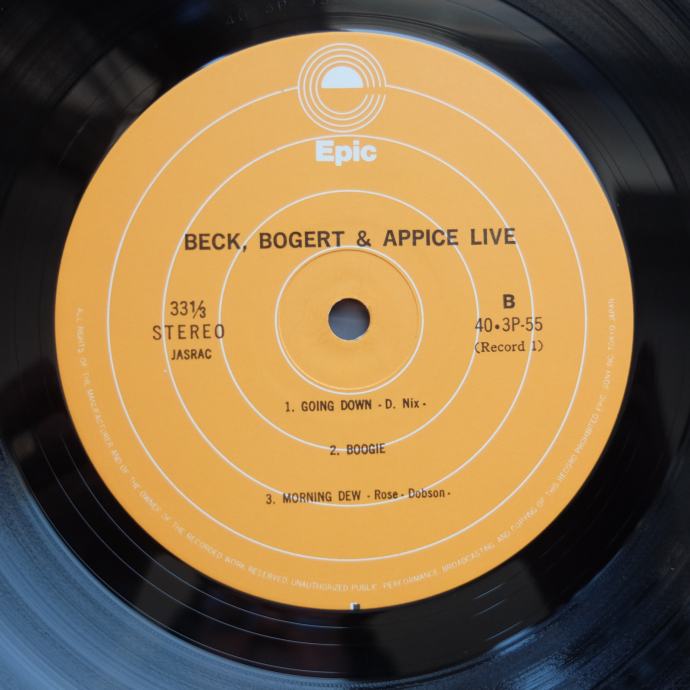 Epic
BECK, BOGERT & APPICE LIVE
33⅓
STEREO
JASRAC
B
40•3P-55
(Record 1)
1. GOING DOWN - D. Nix -
2. BOOGIE
3. MORNING DEW - Rose - Dobson -
ALL RIGHTS OF THE MANUFACTURER AND OF THE OWNER OF THE RECORDED WORK RESERVED. UNAUTHORIZED PUBLIC PERFORMANCE, BROADCASTING AND COPYING OF THIS RECORD PROHIBITED EPIC SONY INC. TOKYO JAPAN